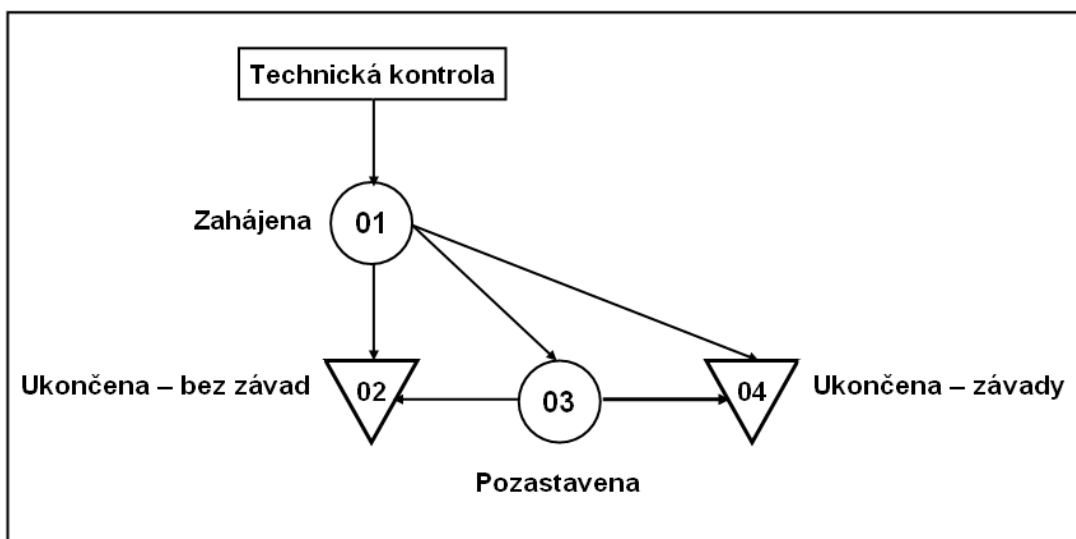 Technická kontrola
Zahájena
01
Ukončena – bez závad
02
03
04
Ukončena – závady
Pozastavena